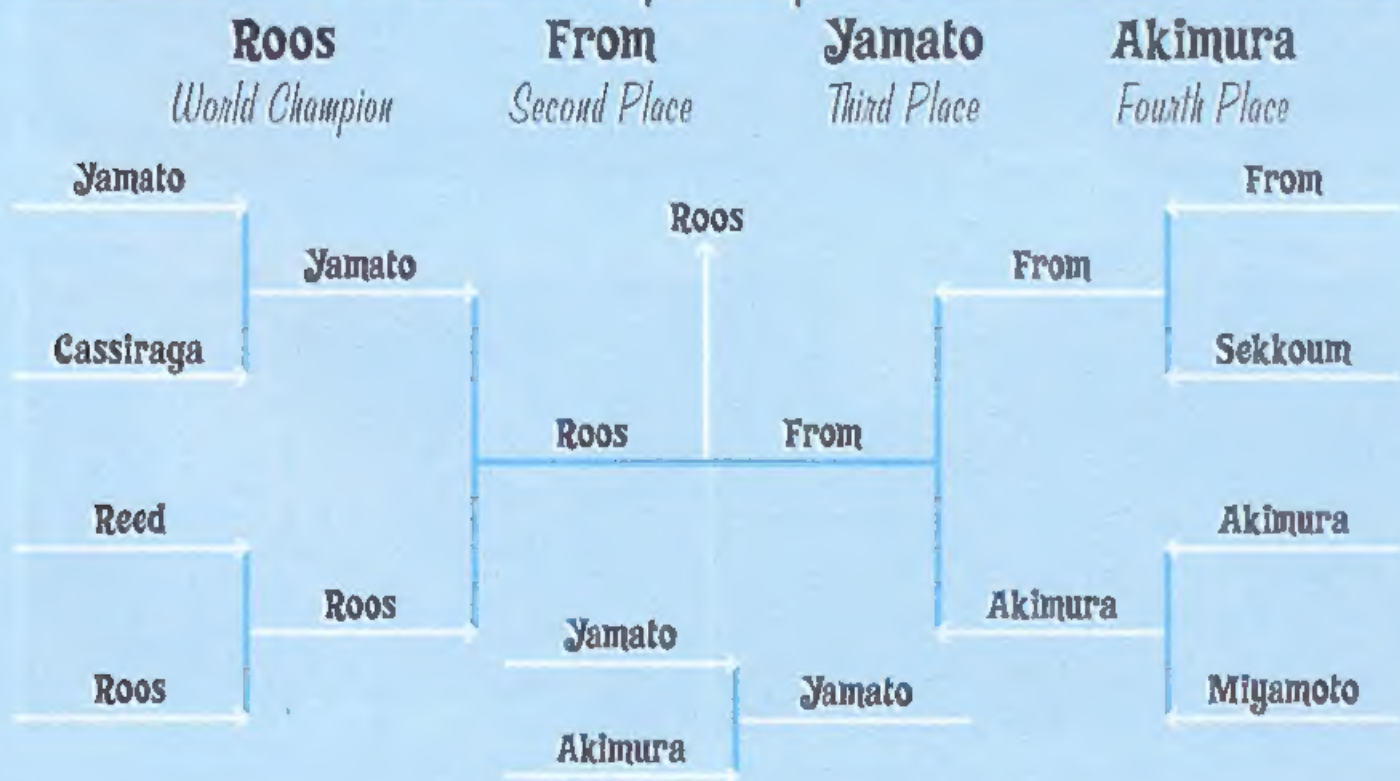 Roos From Yamato Akimura
World Champion Second Place Third Place Fourth Place
Yamato From
Roos
Yamato From
Cassiraga Sekkoum
Roos From
Reed Akimura
Roos Akimura
Yamato
Roos Yamato Miyamoto
Akimura